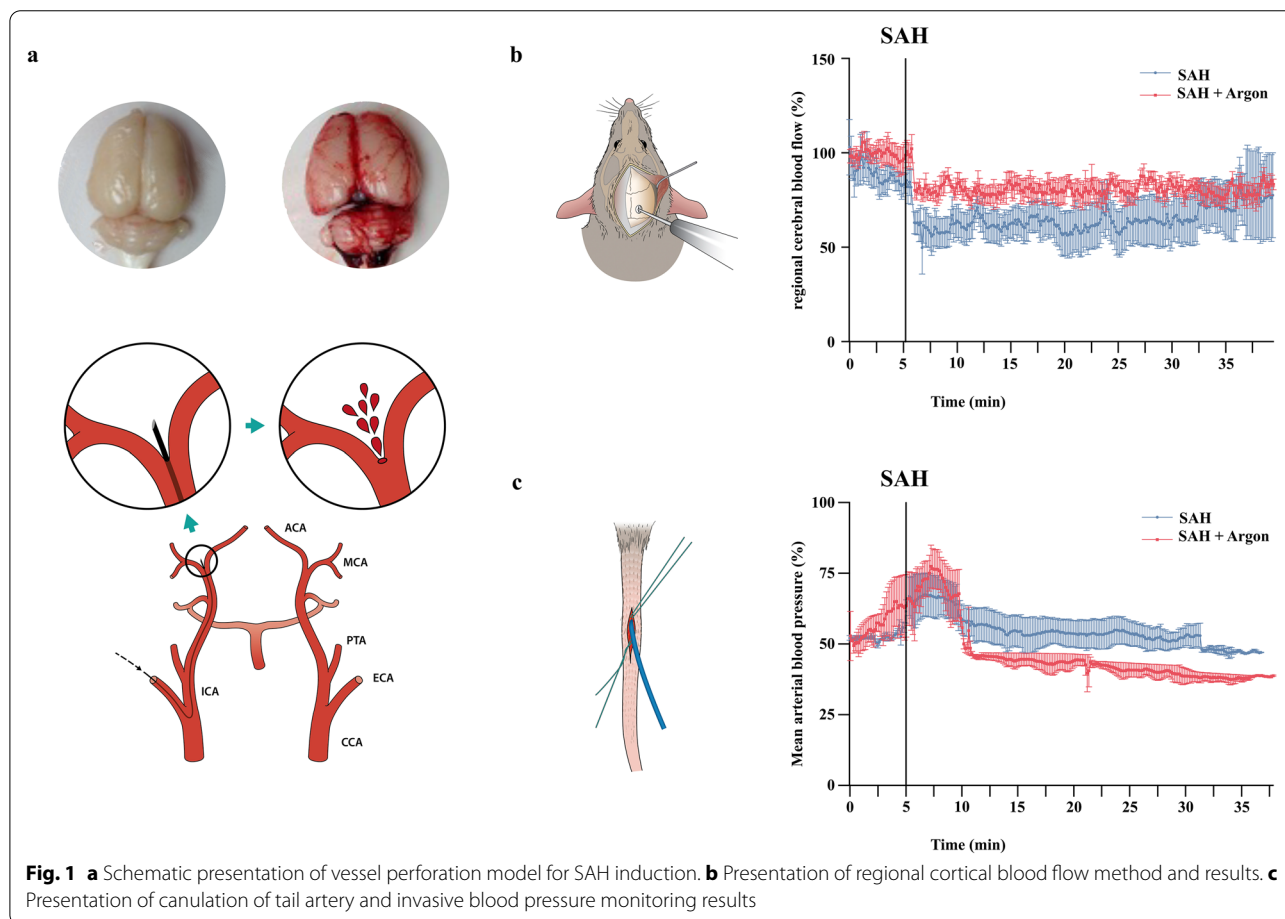 a
ACA
MCA
PTA
ECA
ICA
CCA
b
SAH
SAH
SAH + Argon
regional cerebral blood flow (%)
150
100
50
0
0 5 10 15 20 25 30 35
Time (min)
c
SAH
SAH
SAH + Argon
Mean arterial blood pressure (%)
100
75
50
25
0
0 5 10 15 20 25 30 35
Time (min)
Fig. 1 a Schematic presentation of vessel perforation model for SAH induction. b Presentation of regional cortical blood flow method and results. c
Presentation of canulation of tail artery and invasive blood pressure monitoring results